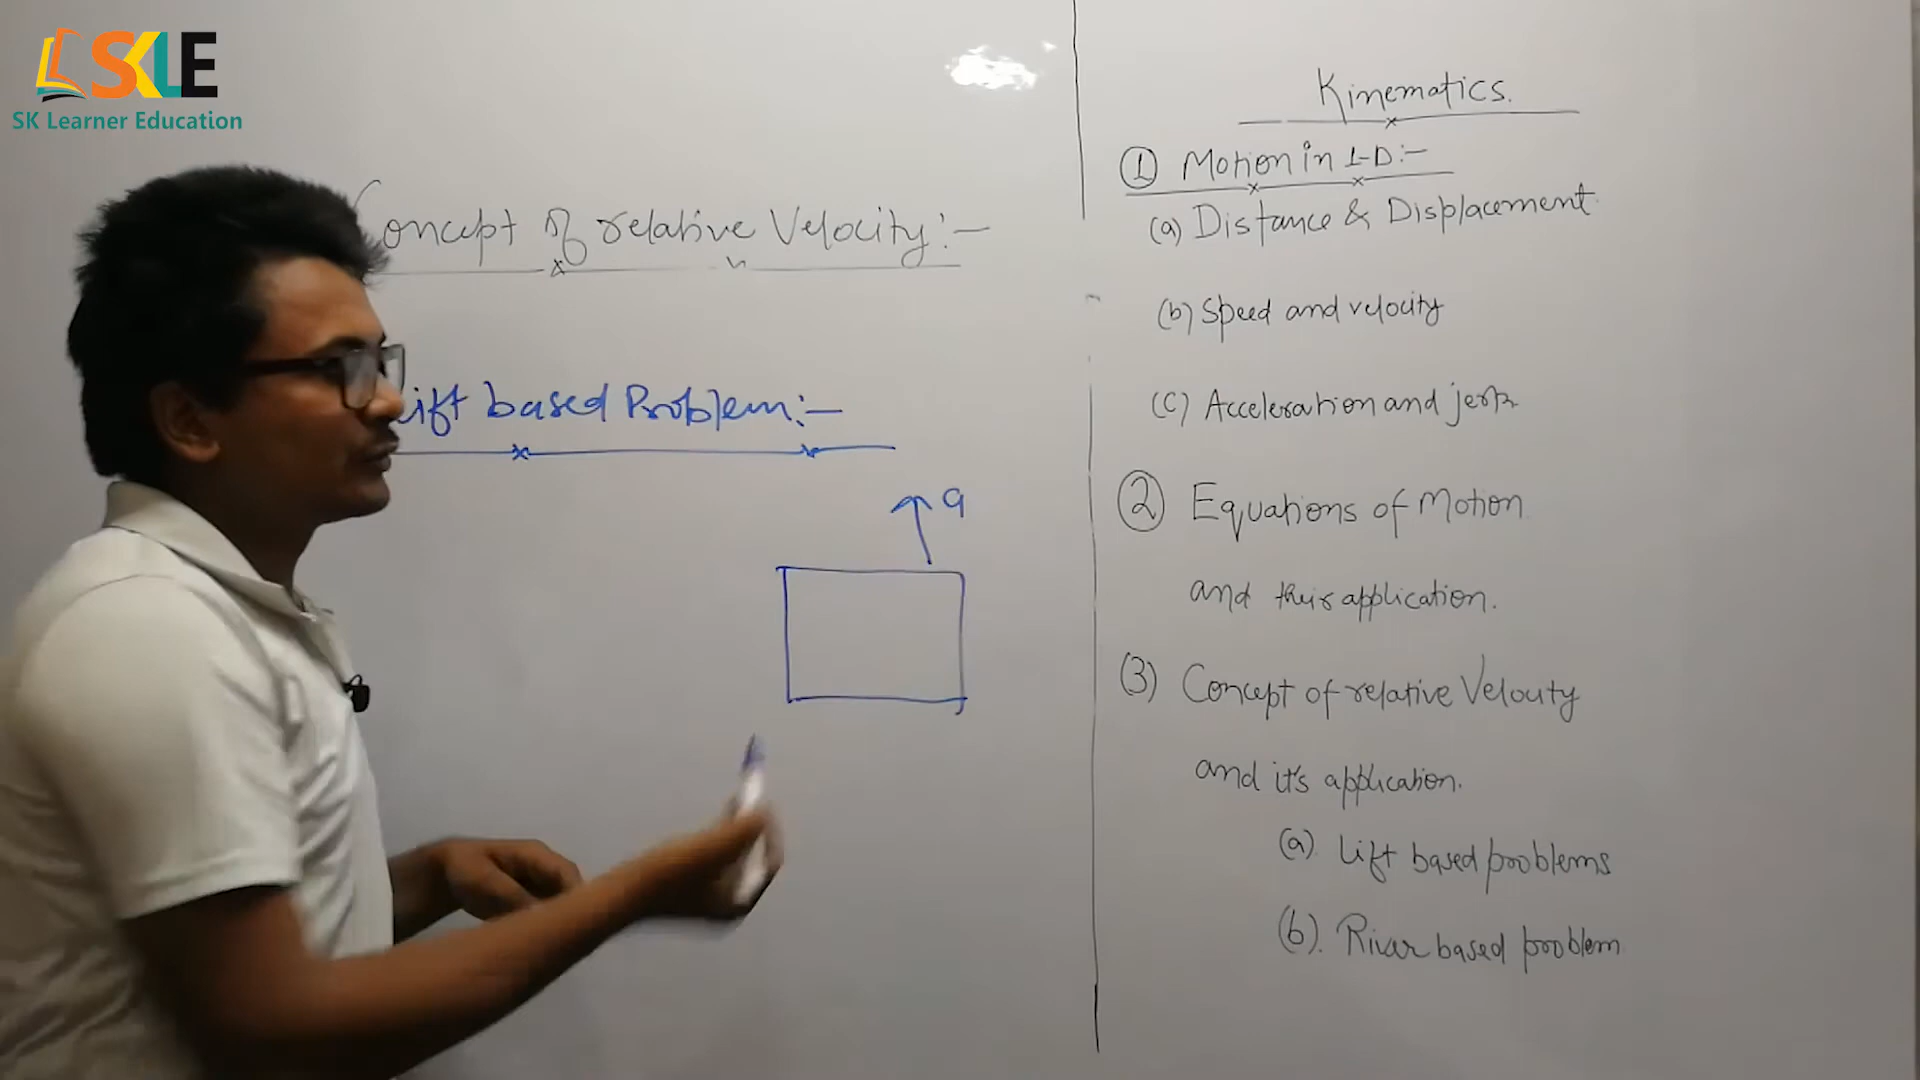 SKLE
SK Learner Education
Concept of relative Velocity:-
Lift based Problem:-
a
Kinematics.
① Motion in 1-D:-
(a) Distance & Displacement
(b) Speed and velocity
(c) Acceleration and jerk
② Equations of Motion
and their application.
(3) Concept of relative Velocity
and it's application.
(a). Lift based problems
(b). River based problem